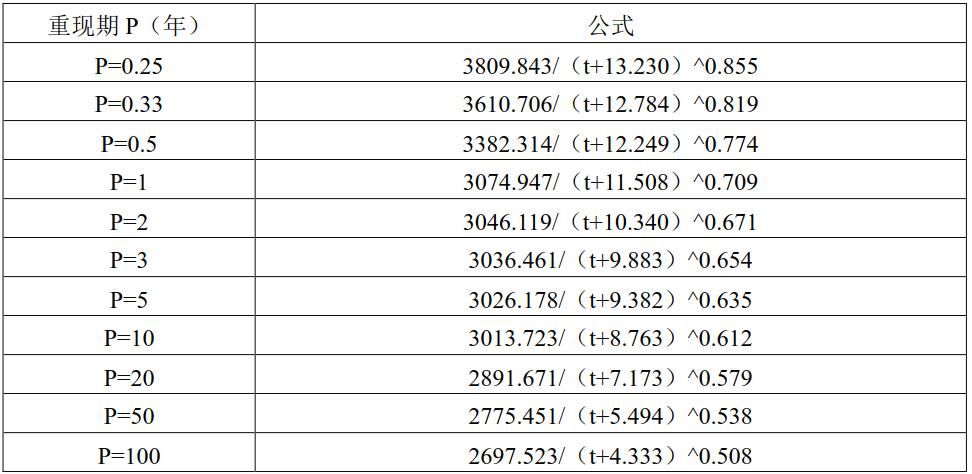 重现期 P（年） 公式
P=0.25 3809.843/（t+13.230）^0.855
P=0.33 3610.706/（t+12.784）^0.819
P=0.5 3382.314/（t+12.249）^0.774
P=1 3074.947/（t+11.508）^0.709
P=2 3046.119/（t+10.340）^0.671
P=3 3036.461/（t+9.883）^0.654
P=5 3026.178/（t+9.382）^0.635
P=10 3013.723/（t+8.763）^0.612
P=20 2891.671/（t+7.173）^0.579
P=50 2775.451/（t+5.494）^0.538
P=100 2697.523/（t+4.333）^0.508